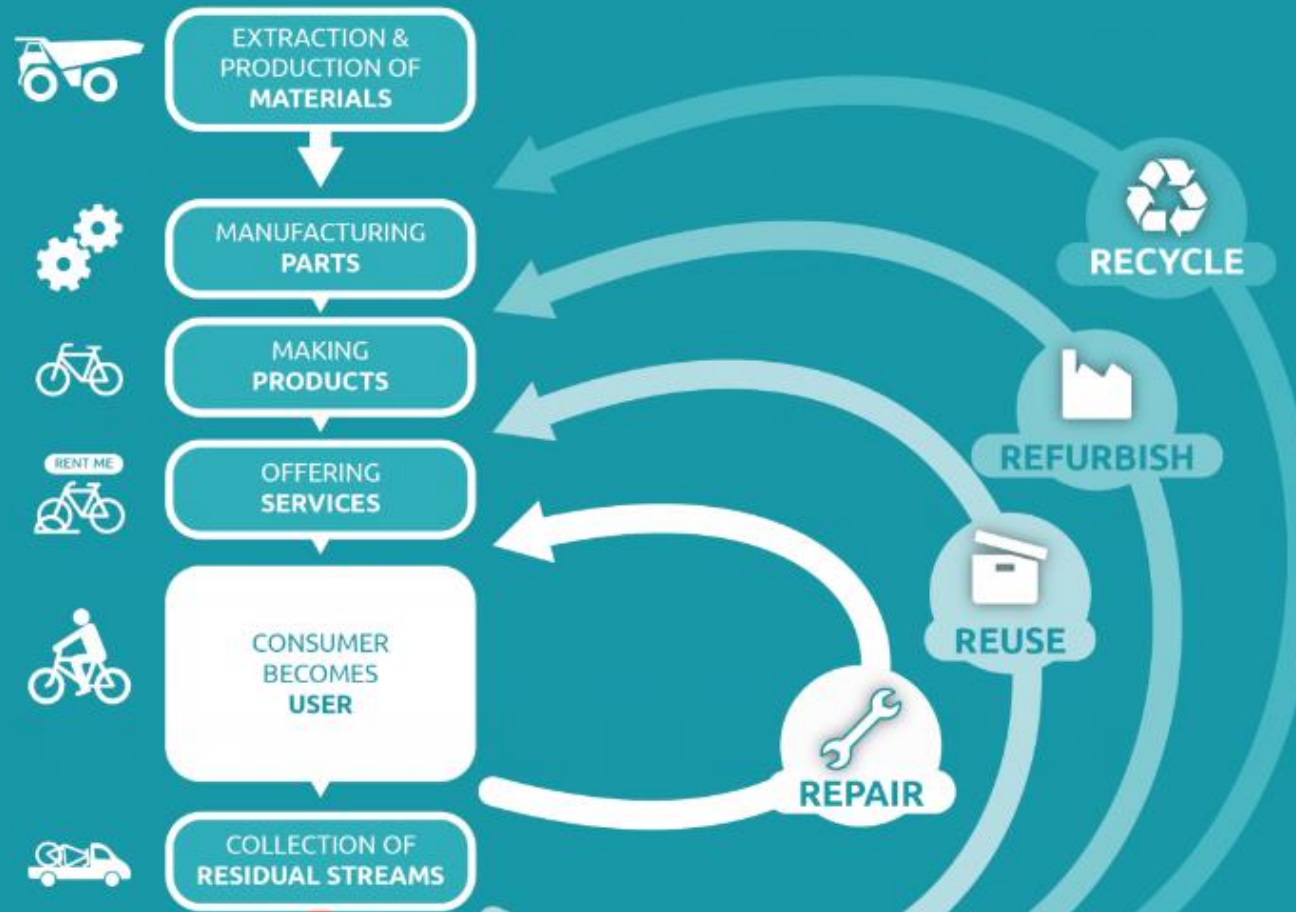 EXTRACTION &
PRODUCTION OF
MATERIALS
MANUFACTURING
PARTS
MAKING
PRODUCTS
RENT ME
OFFERING
SERVICES
CONSUMER
BECOMES
USER
COLLECTION OF
RESIDUAL STREAMS
RECYCLE
REFURBISH
REUSE
REPAIR